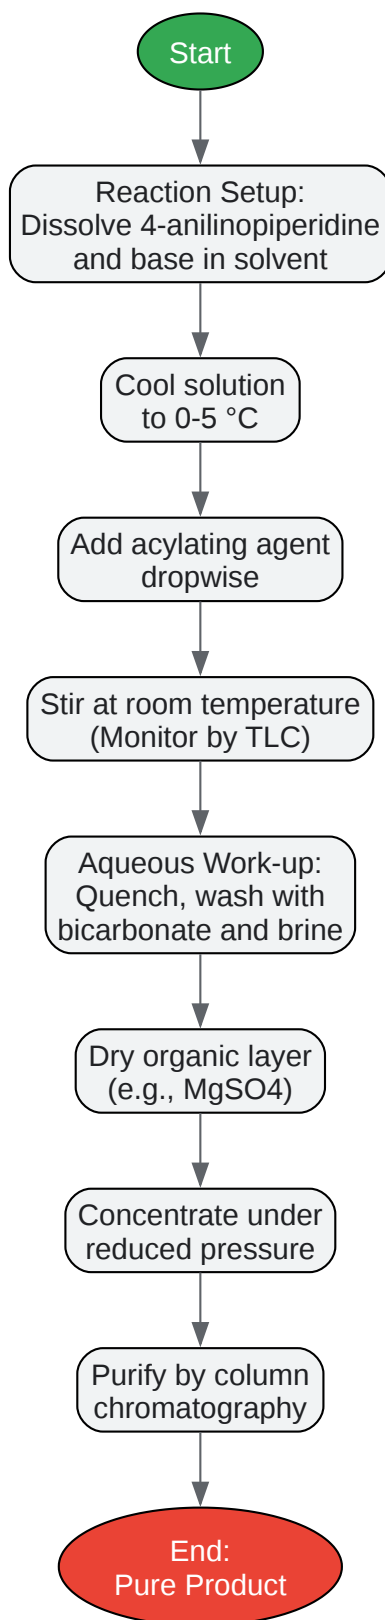 Start
Reaction Setup:
Dissolve 4-anilinopiperidine
and base in solvent
Cool solution
to 0-5 °C
Add acylating agent
dropwise
Stir at room temperature
(Monitor by TLC)
Aqueous Work-up:
Quench, wash with
bicarbonate and brine
Dry organic layer
(e.g., MgSO4)
Concentrate under
reduced pressure
Purify by column
chromatography
End:
Pure Product